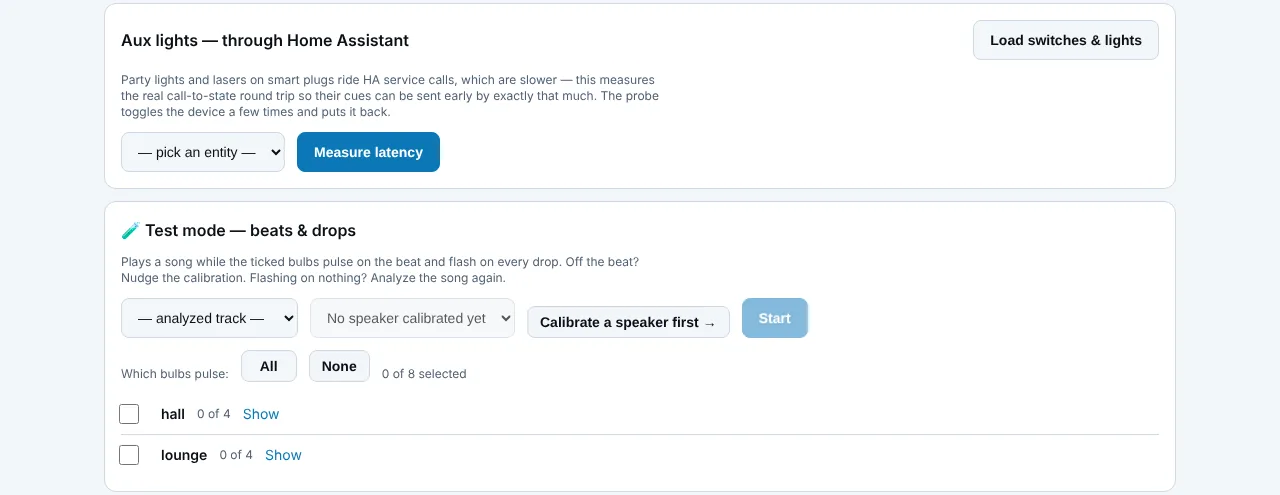 Aux lights — through Home Assistant
Load switches & lights
Party lights and lasers on smart plugs ride HA service calls, which are slower — this measures
the real call-to-state round trip so their cues can be sent early by exactly that much. The probe
toggles the device a few times and puts it back.
— pick an entity —
Measure latency
🧪 Test mode — beats & drops
Plays a song while the ticked bulbs pulse on the beat and flash on every drop. Off the beat?
Nudge the calibration. Flashing on nothing? Analyze the song again.
— analyzed track —
No speaker calibrated yet
Calibrate a speaker first →
Start
Which bulbs pulse:
All
None
0 of 8 selected
hall 0 of 4 Show
lounge 0 of 4 Show